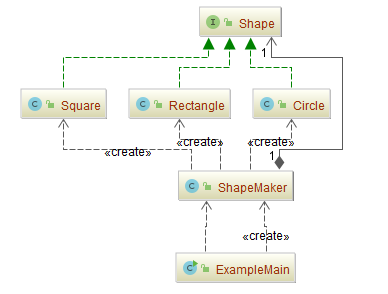 I Shape
1
C Square
C Rectangle
C Circle
«create»
«create»
«create»
1
C ShapeMaker
«create»
C ExampleMain